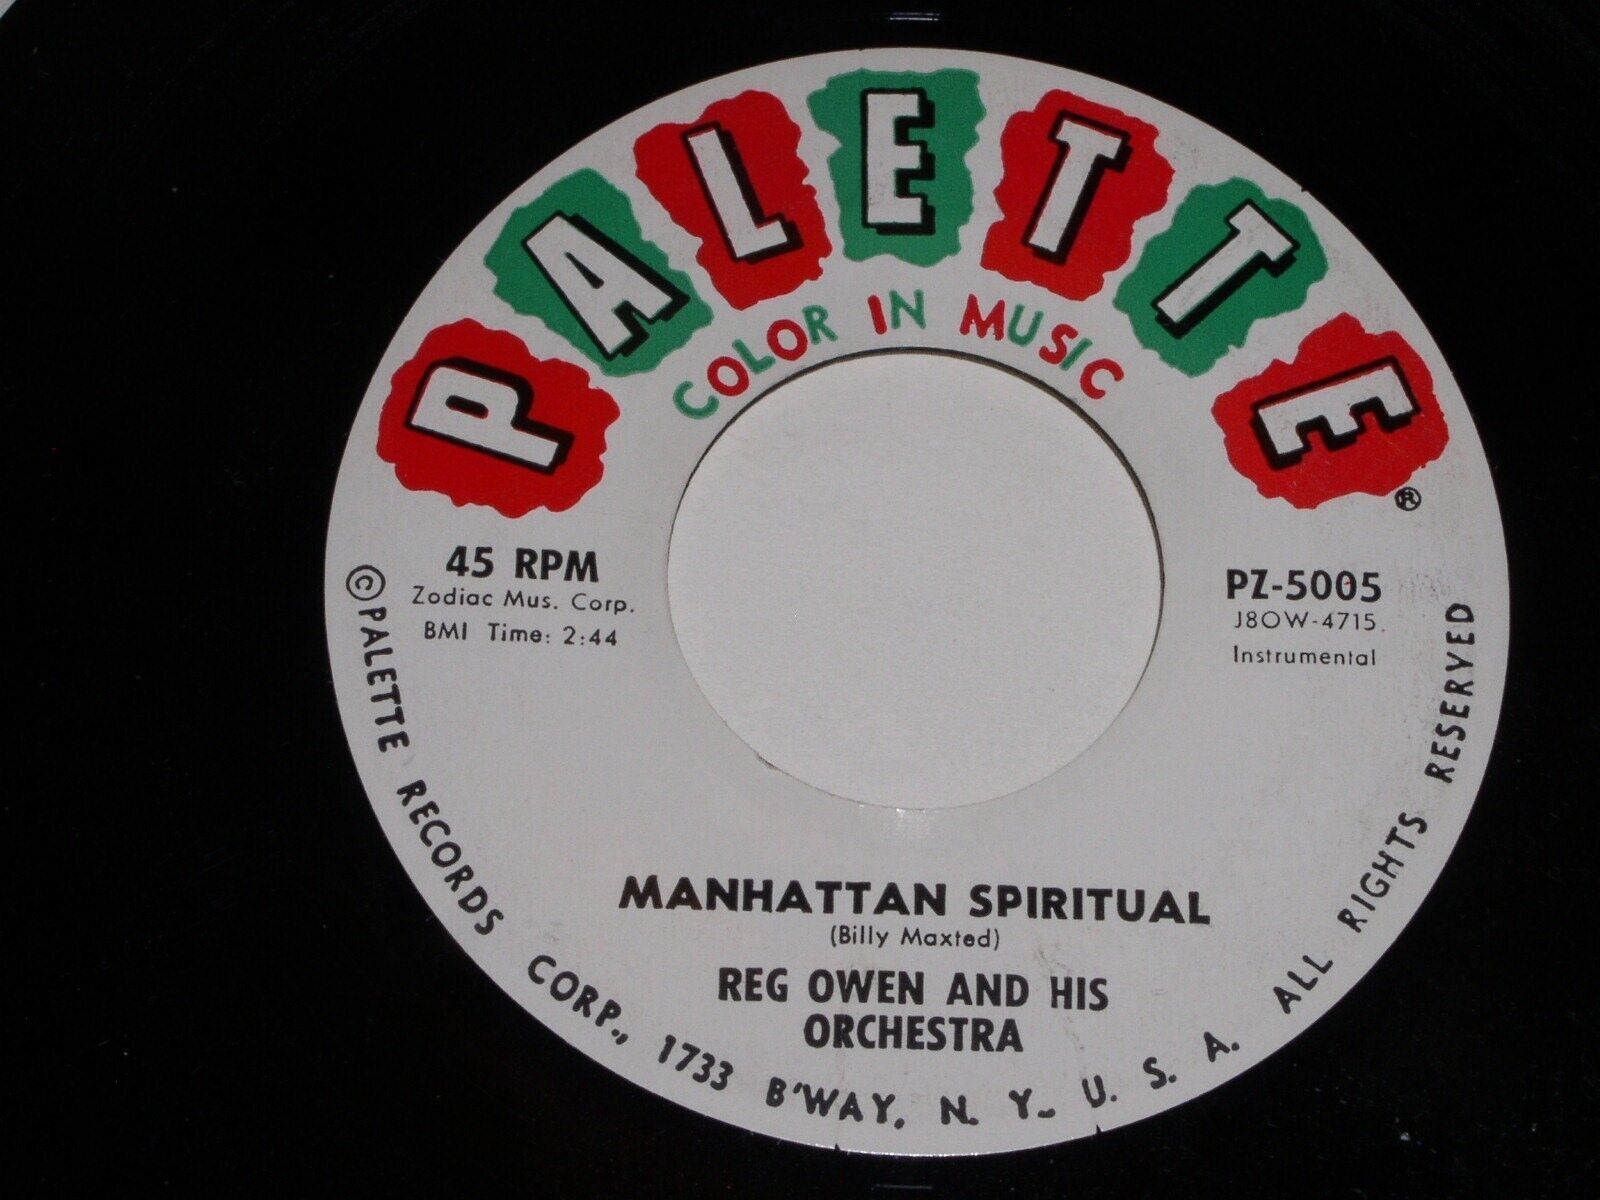 PALETTE
®
COLOR IN MUSIC
45 RPM
Zodiac Mus. Corp.
BMI Time: 2:44
PZ-5005
J8OW-4715
Instrumental
MANHATTAN SPIRITUAL
(Billy Maxted)
REG OWEN AND HIS
ORCHESTRA
©PALETTE RECORDS CORP., 1733 B'WAY, N. Y. U. S. A. ALL RIGHTS RESERVED